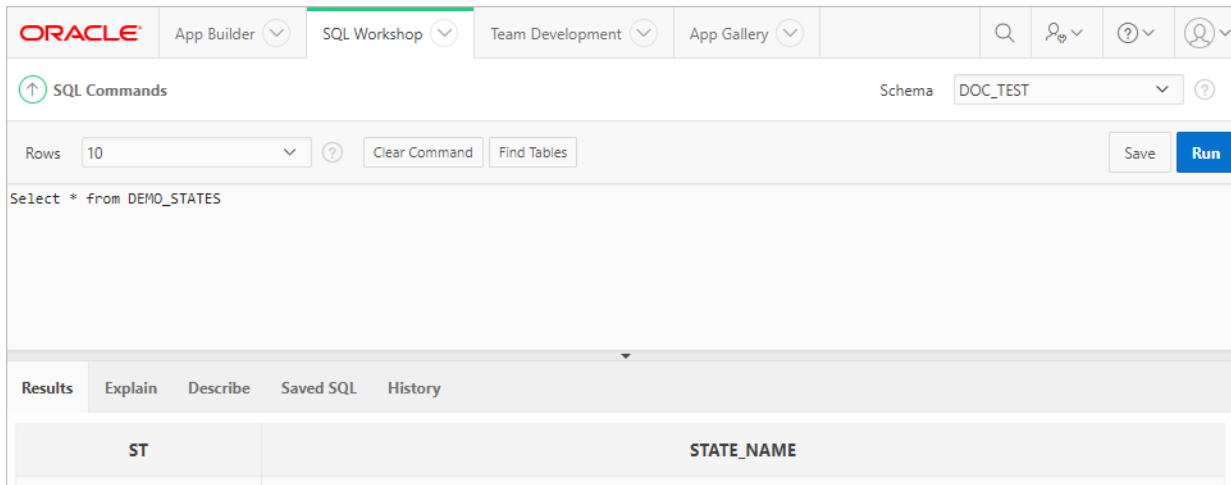 ORACLE App Builder SQL Workshop Team Development App Gallery ?
SQL Commands Schema DOC_TEST ?
Rows 10 ? Clear Command Find Tables Save Run
Select * from DEMO_STATES
Results Explain Describe Saved SQL History
ST STATE_NAME